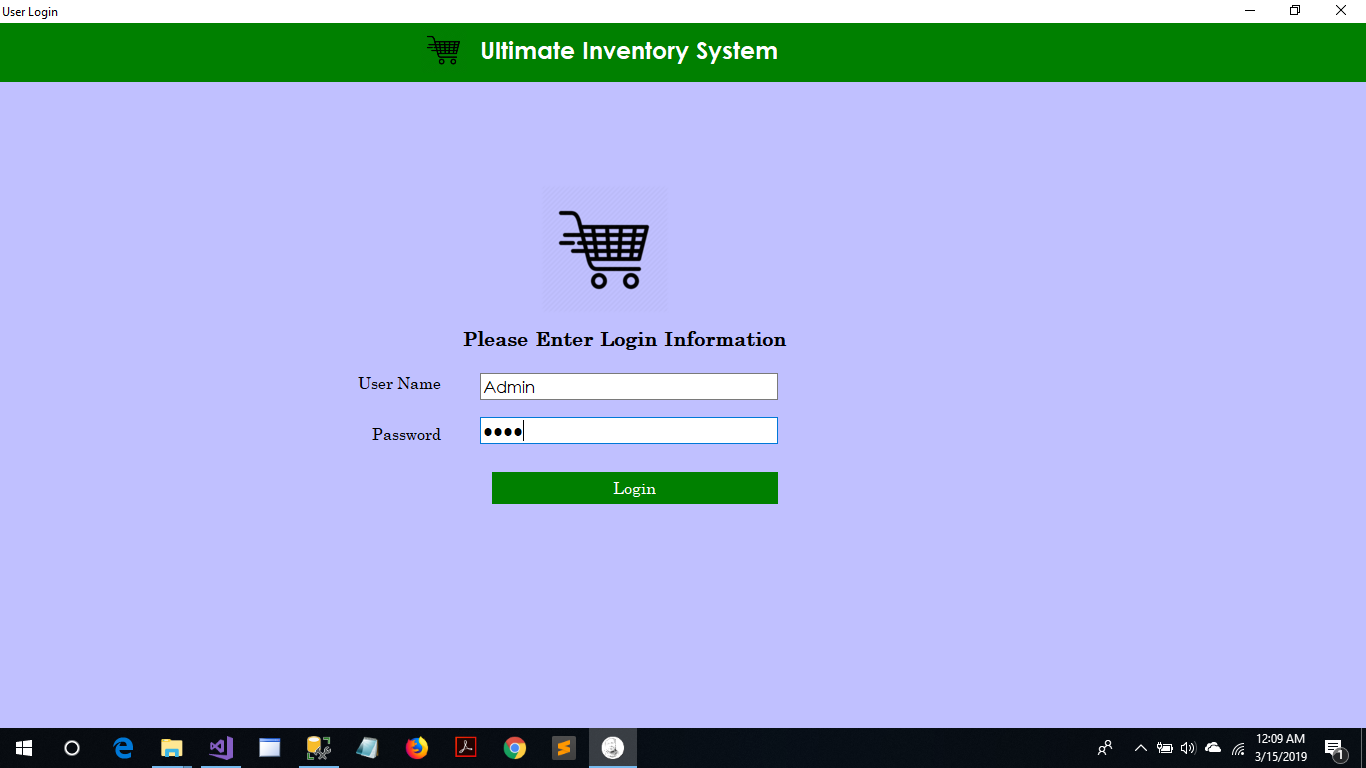 User Login
Ultimate Inventory System
Please Enter Login Information
User Name
Admin
Password
Login
12:09 AM
3/15/2019
1